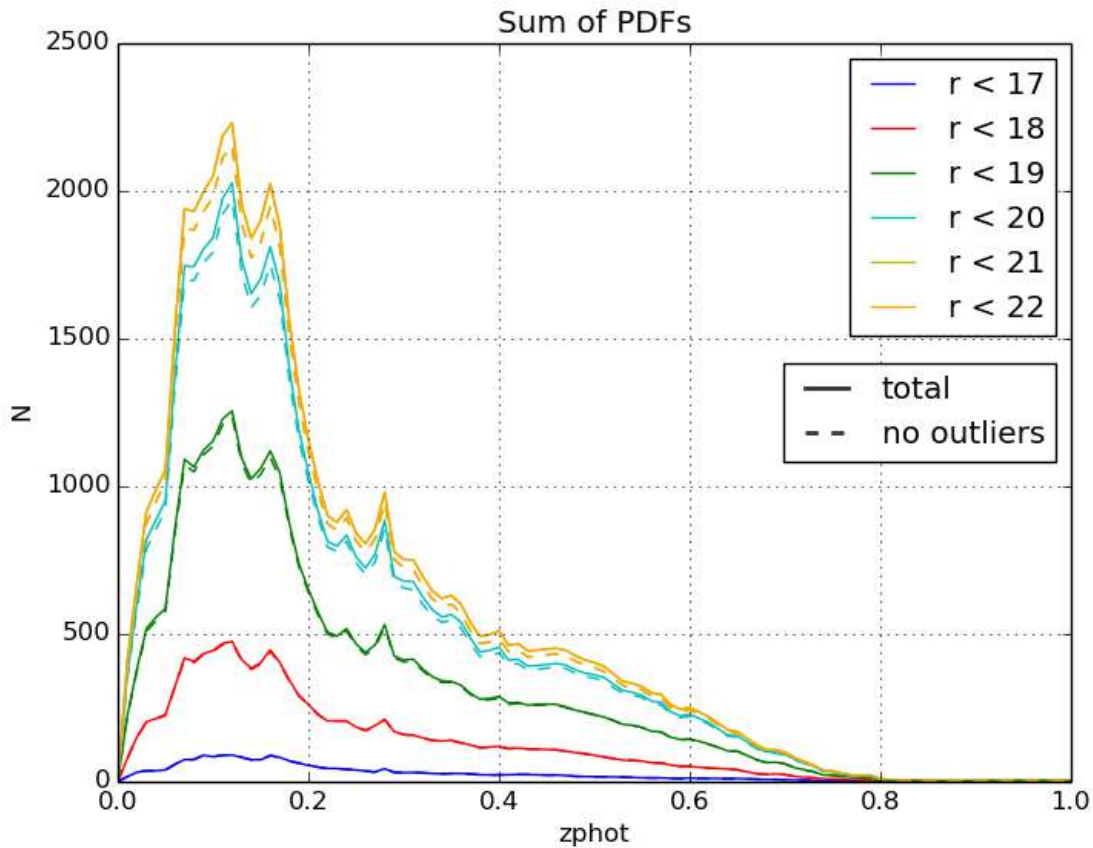 Sum of PDFs
2500
2000
1500
1000
500
0
N
0.0 0.2 0.4 0.6 0.8 1.0
zphot
r < 17
r < 18
r < 19
r < 20
r < 21
r < 22
total
no outliers